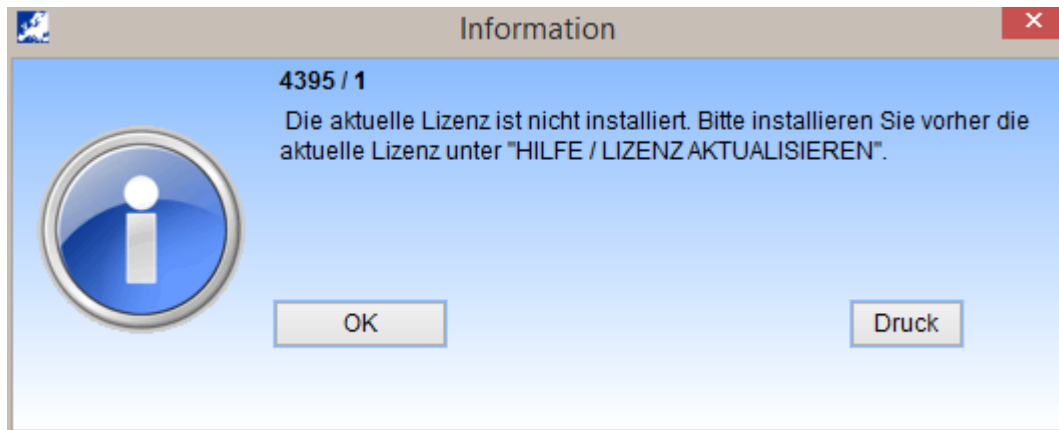 Information
4395 / 1
Die aktuelle Lizenz ist nicht installiert. Bitte installieren Sie vorher die
aktuelle Lizenz unter "HILFE / LIZENZ AKTUALISIEREN".
OK
Druck